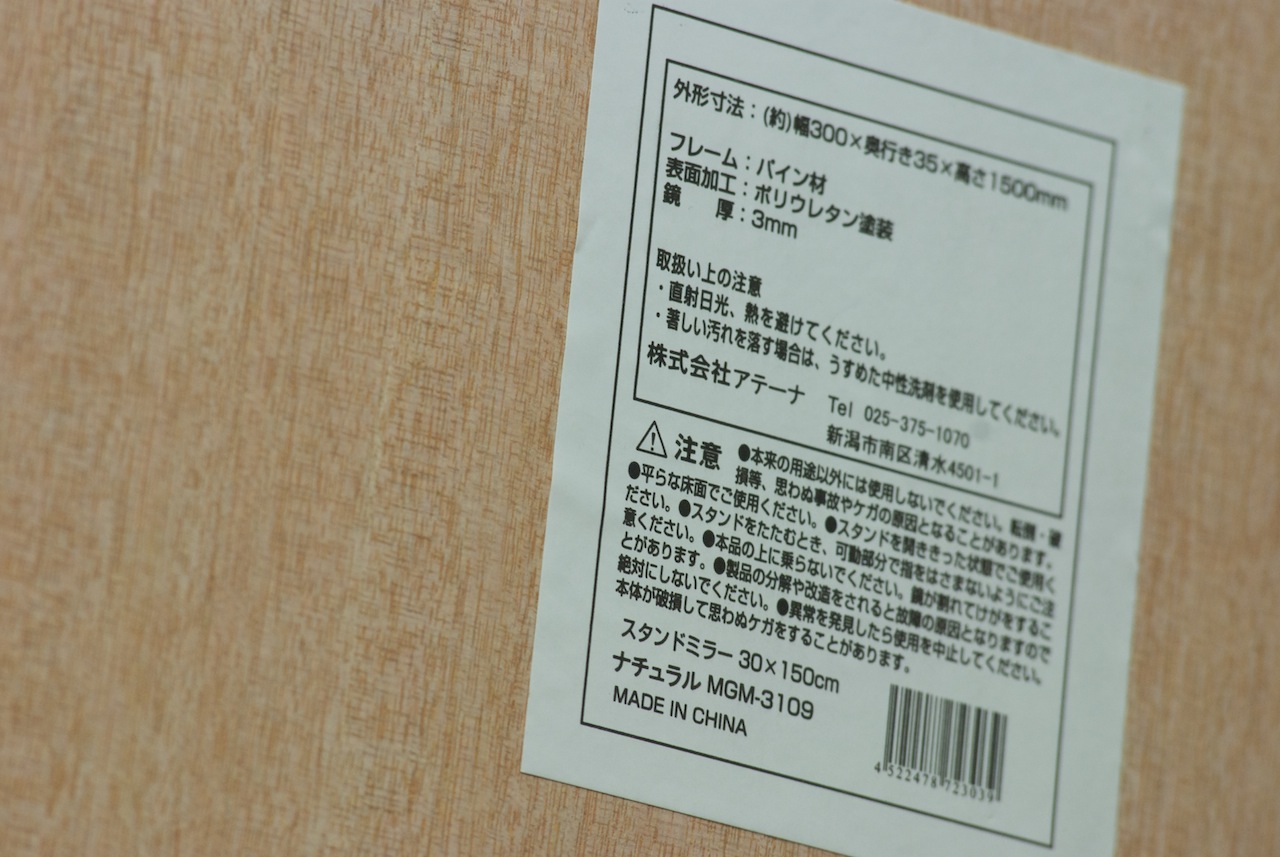 外形寸法：(約)幅300×奥行き35×高さ1500mm
フレーム：パイン材
表面加工：ポリウレタン塗装
鏡　　厚：3mm
取扱い上の注意
・直射日光、熱を避けてください。
・著しい汚れを落す場合は、うすめた中性洗剤を使用してください。
株式会社アテーナ
Tel 025-375-1070
新潟市南区清水4501-1
⚠注意 ●本来の用途以外には使用しないでください。転倒・破
損等、思わぬ事故やケガの原因となることがあります。
●平らな床面でご使用ください。●スタンドを開ききった状態でご使用く
ださい。●スタンドをたたむとき、可動部分で指をはさまないようにご注
意ください。●本品の上に乗らないでください。鏡が割れてけがをするこ
とがあります。●製品の分解や改造をされると故障の原因となりますので
絶対にしないでください。●異常を発見したら使用を中止してください。
本体が破損して思わぬケガをすることがあります。
スタンドミラー 30×150cm
ナチュラル MGM-3109
MADE IN CHINA
4 522478 723039